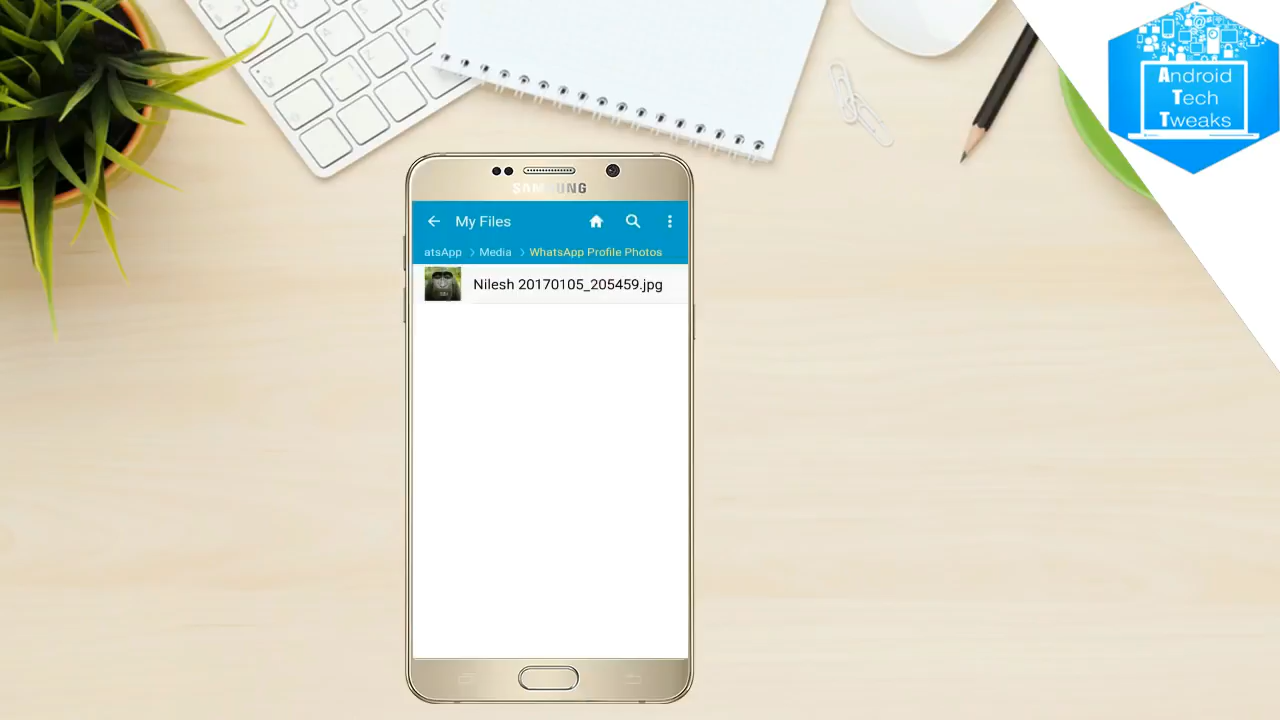 Android
Tech
Tweaks
SAMSUNG
My Files
atsApp > Media > WhatsApp Profile Photos
Nilesh 20170105_205459.jpg